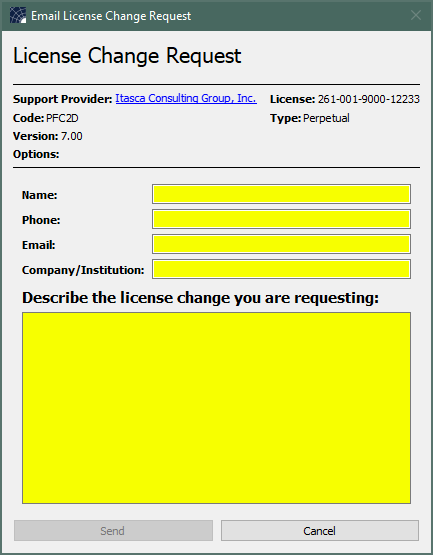 Email License Change Request
License Change Request
Support Provider: Itasca Consulting Group, Inc. License: 261-001-9000-12233
Code: PFC2D Type: Perpetual
Version: 7.00
Options:
Name:
Phone:
Email:
Company/Institution:
Describe the license change you are requesting:
Send Cancel